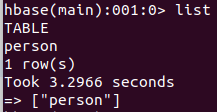 hbase(main):001:0> list
TABLE
person
1 row(s)
Took 3.2966 seconds
=> ["person"]